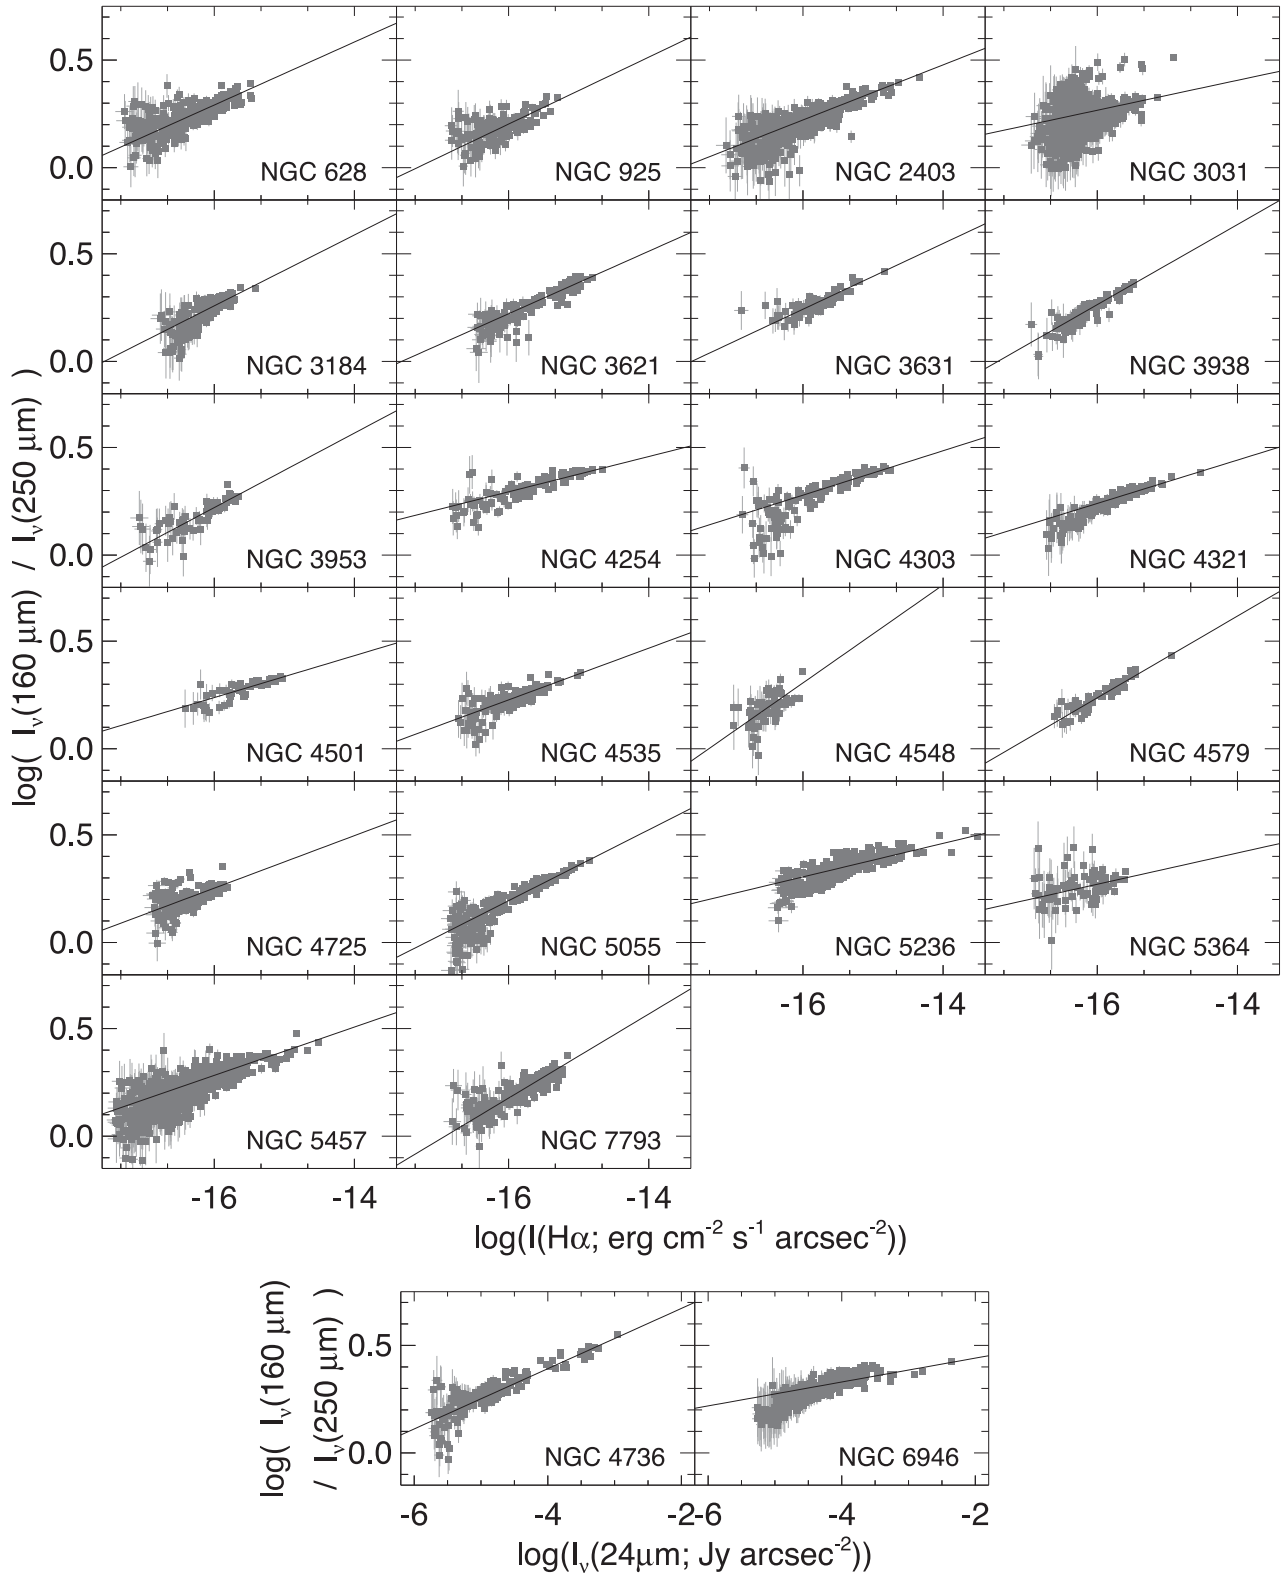 0.5
0.0
NGC 628
NGC 925
NGC 2403
NGC 3031
0.5
0.0
NGC 3184
NGC 3621
NGC 3631
NGC 3938
log( Iν(160 μm) / Iν(250 μm) )
0.5
0.0
NGC 3953
NGC 4254
NGC 4303
NGC 4321
0.5
0.0
NGC 4501
NGC 4535
NGC 4548
NGC 4579
0.5
0.0
NGC 4725
NGC 5055
NGC 5236
NGC 5364
-16 -14 -16 -14
0.5
0.0
NGC 5457
NGC 7793
-16 -14 -16 -14
log(I(Hα; erg cm-2 s-1 arcsec-2))
log( Iν(160 μm)
/ Iν(250 μm) )
0.5
0.0
NGC 4736
NGC 6946
-6 -4 -2-6 -4 -2
log(Iν(24μm; Jy arcsec-2))